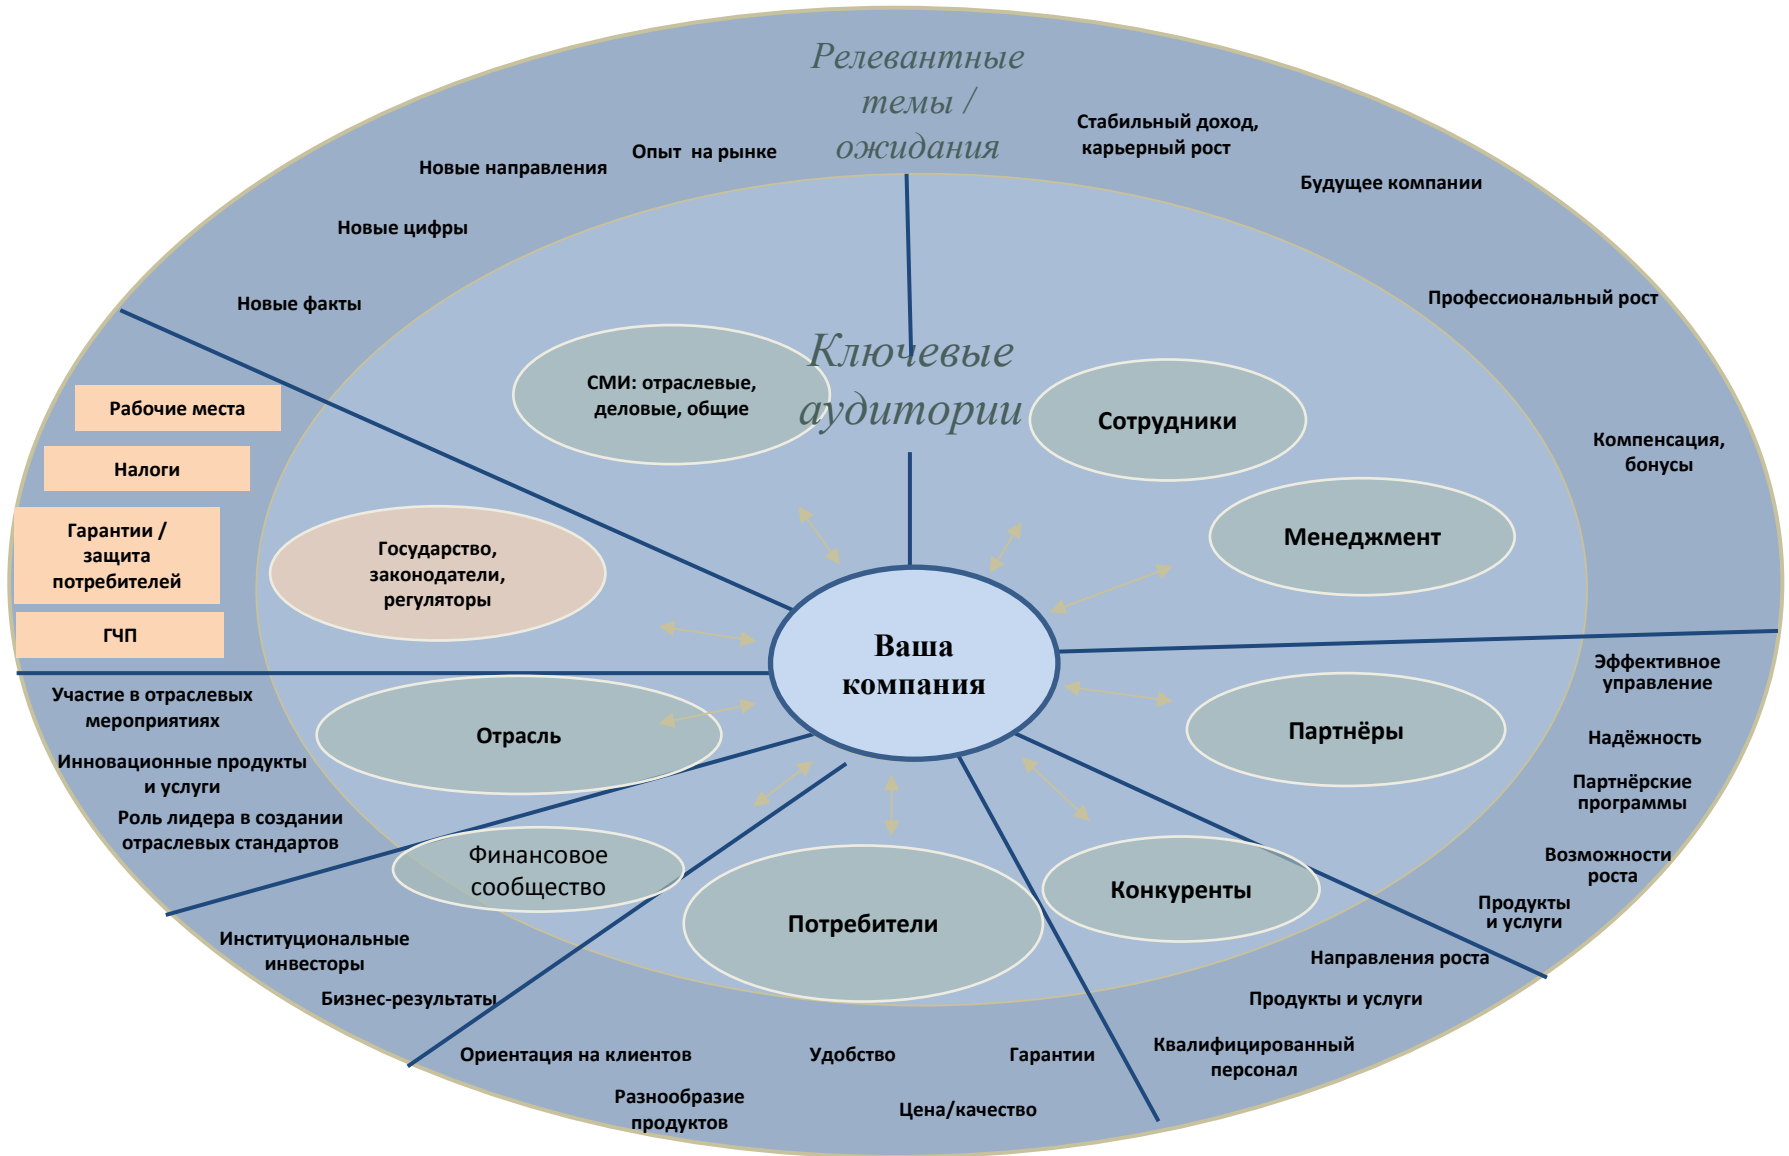 Релевантные
темы /
ожидания
Стабильный доход,
карьерный рост
Опыт на рынке
Новые направления
Будущее компании
Новые цифры
Новые факты
Профессиональный рост
Ключевые
аудитории
СМИ: отраслевые,
деловые, общие
Сотрудники
Рабочие места
Налоги
Гарантии /
защита
потребителей
ГЧП
Компенсация,
бонусы
Менеджмент
Государство,
законодатели,
регуляторы
Ваша
компания
Эффективное
управление
Участие в отраслевых
мероприятиях
Отрасль
Партнёры
Надёжность
Инновационные продукты
и услуги
Партнёрские
программы
Роль лидера в создании
отраслевых стандартов
Финансовое
сообщество
Потребители
Конкуренты
Возможности
роста
Продукты
и услуги
Институциональные
инвесторы
Бизнес-результаты
Направления роста
Продукты и услуги
Квалифицированный
персонал
Ориентация на клиентов
Удобство
Гарантии
Разнообразие
продуктов
Цена/качество